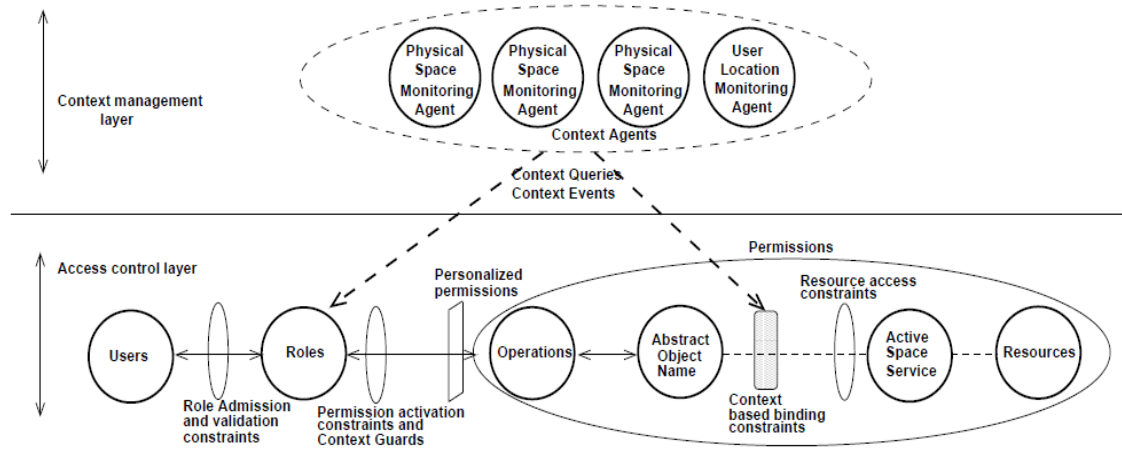 Physical
Space
Monitoring
Agent
Physical
Space
Monitoring
Agent
Physical
Space
Monitoring
Agent
User
Location
Monitoring
Agent
Context Agents
Context management
layer
Context Queries
Context Events
Access control layer
Permissions
Personalized
permissions
Resource access
constraints
Users
Roles
Operations
Abstract
Object
Name
Active
Space
Service
Resources
Role Admission
and validation
constraints
Permission activation
constraints and
Context Guards
Context
based binding
constraints